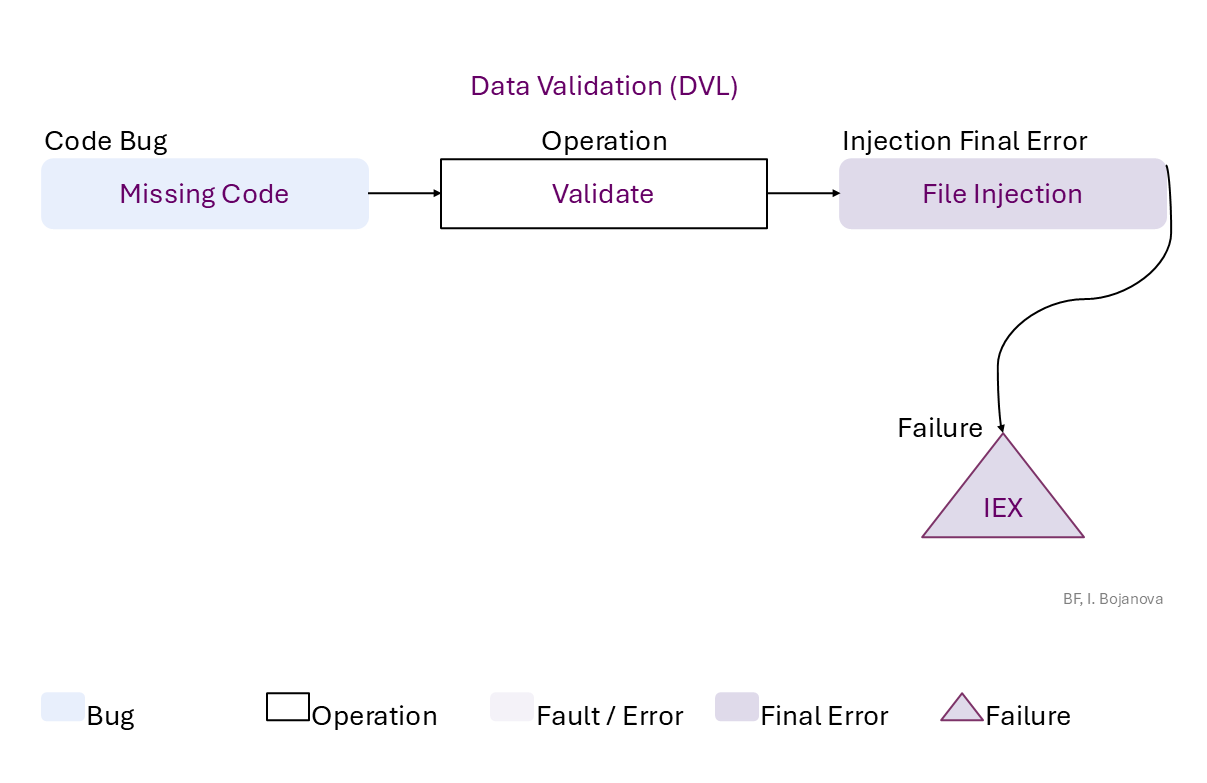 Data Validation (DVL)
Code Bug
Operation
Injection Final Error
Missing Code
Validate
File Injection
Failure
IEX
BF, I. Bojanova
Bug
Operation
Fault / Error
Final Error
Failure